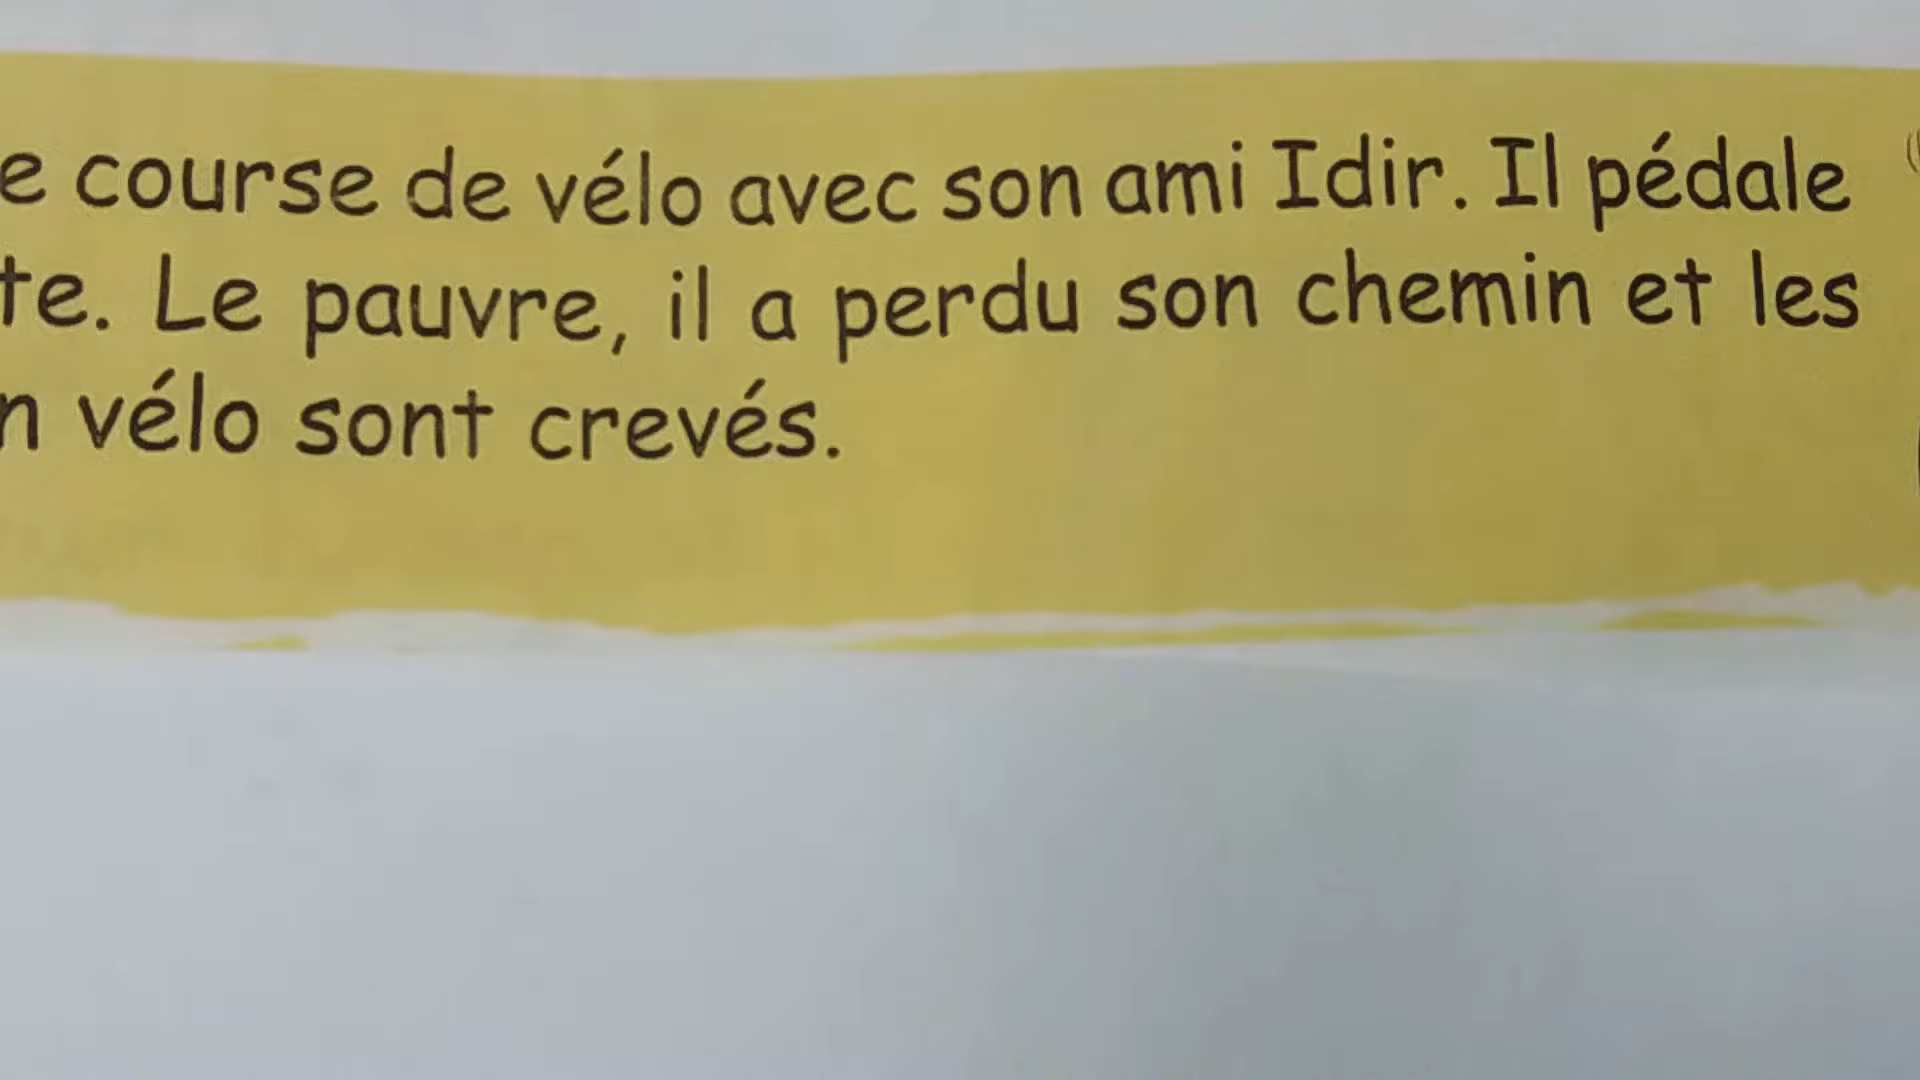 e course de vélo avec son ami Idir. Il pédale
te. Le pauvre, il a perdu son chemin et les
n vélo sont crevés.